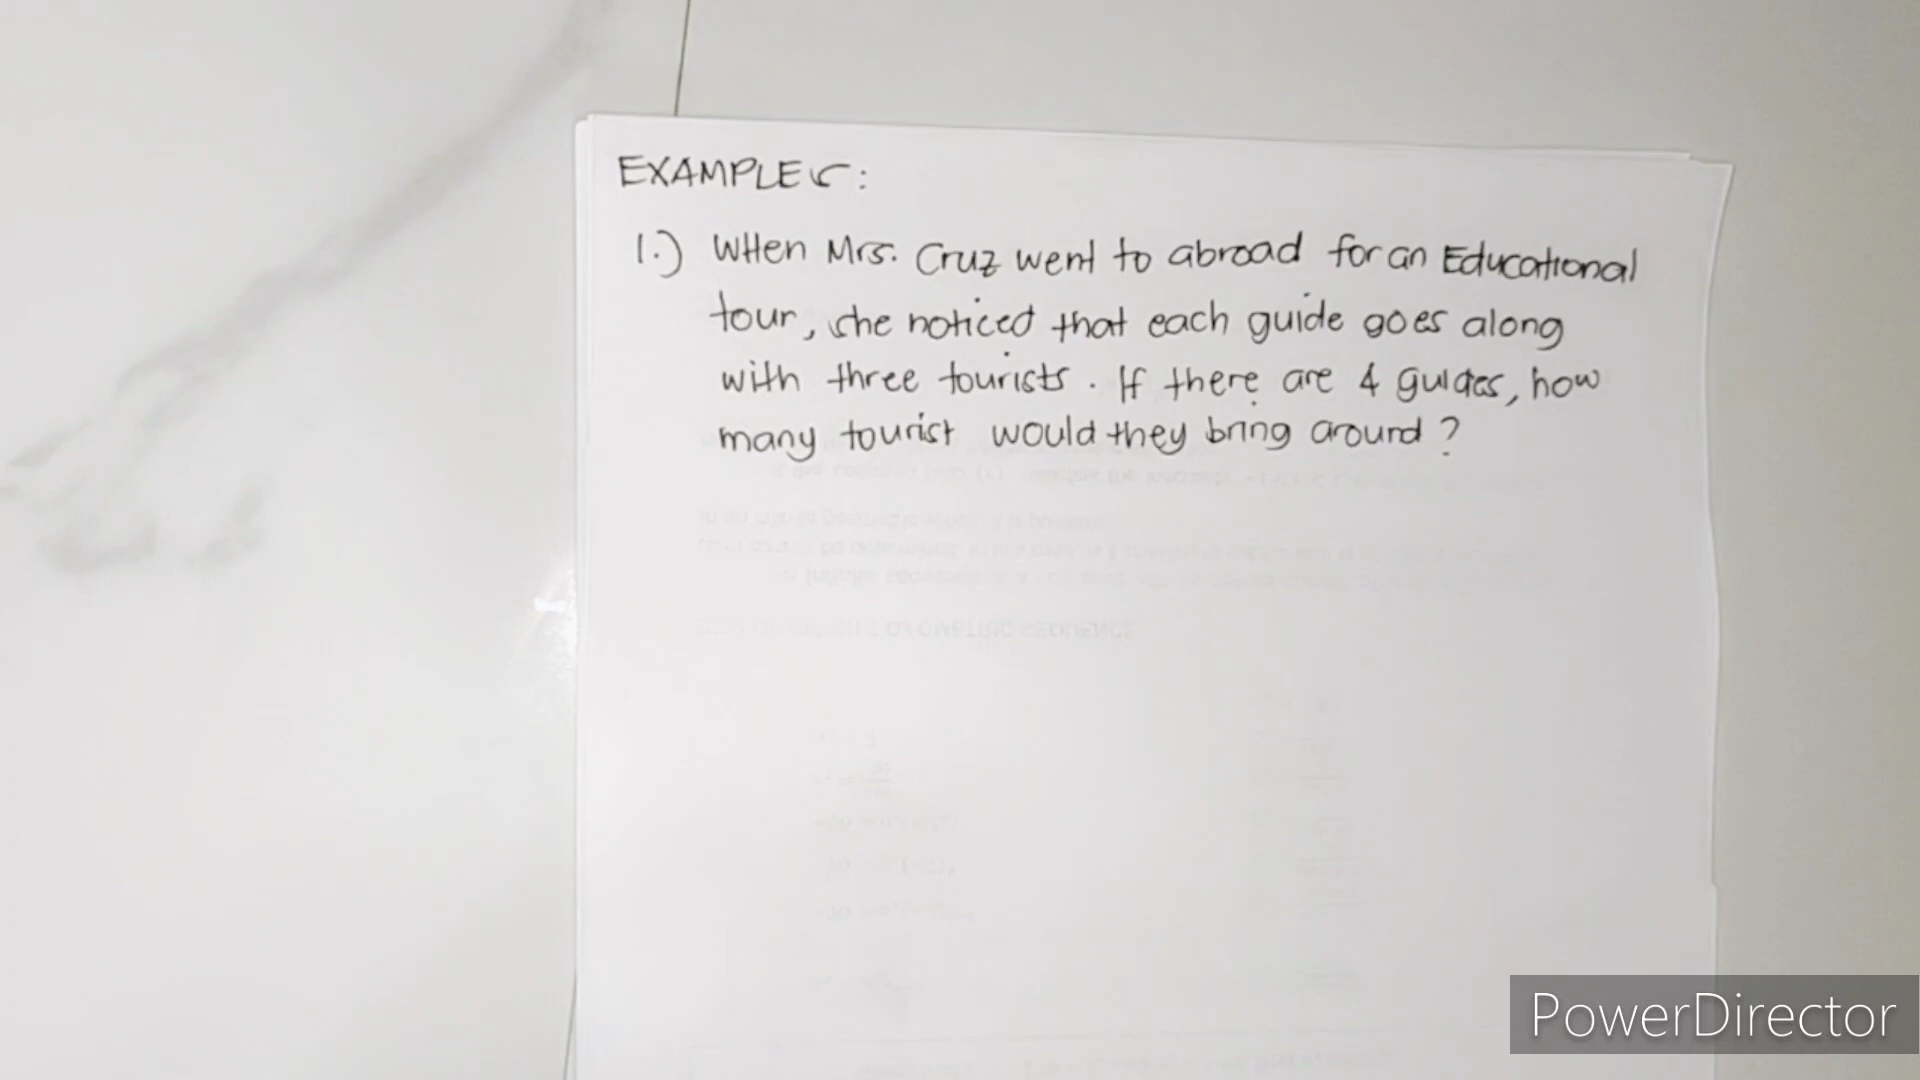 EXAMPLES:
1.) When Mrs. Cruz went to abroad for an Educational
tour, she noticed that each guide goes along
with three tourists. If there are 4 guides, how
many tourist would they bring around?
PowerDirector